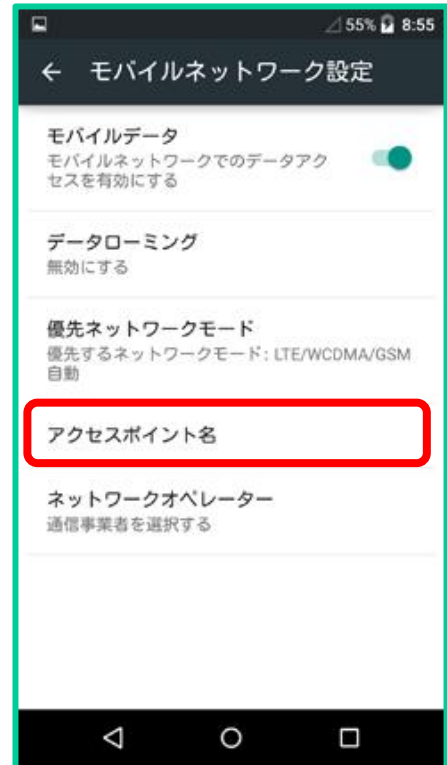 55% 8:55
モバイルネットワーク設定
モバイルデータ
モバイルネットワークでのデータアク
セスを有効にする
データローミング
無効にする
優先ネットワークモード
優先するネットワークモード: LTE/WCDMA/GSM
自動
アクセスポイント名
ネットワークオペレーター
通信事業者を選択する